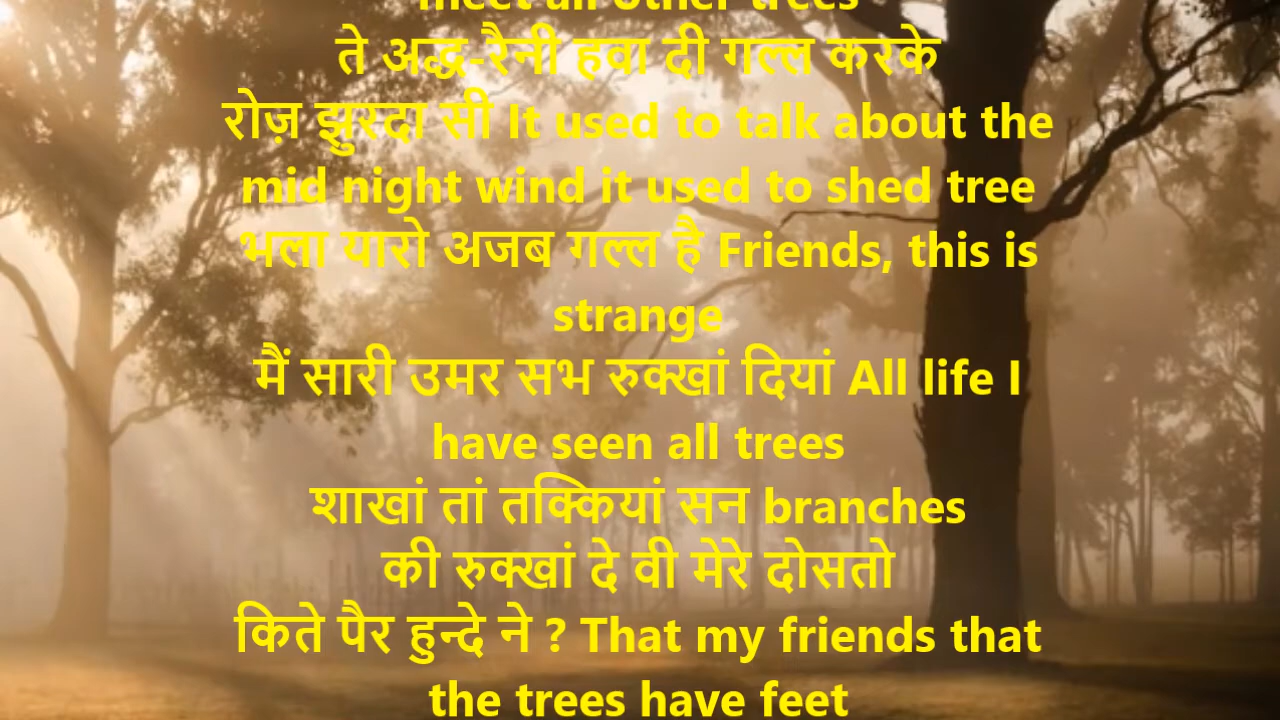 meet all other trees
ते अद्ध-रैनी हवा दी गल्ल करके
रोज़ झुरदा सी It used to talk about the
mid night wind it used to shed tree
भला यारो अजब गल्ल है Friends, this is
strange
मैं सारी उमर सभ रुक्खां दियां All life I
have seen all trees
शाखां तां तक्कियां सन branches
की रुक्खां दे वी मेरे दोसतो
किते पैर हुन्दे ने ? That my friends that
the trees have feet